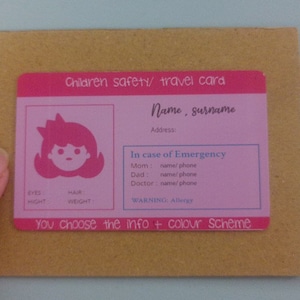 Children safety/ travel card
Name , surname
Address:
In case of Emergency
Mom : name/ phone
Dad : name/ phone
Doctor : name/ phone
WARNING: Allergy
EYES : HAIR :
HIGHT WEIGHT :
You choose the info + colour scheme